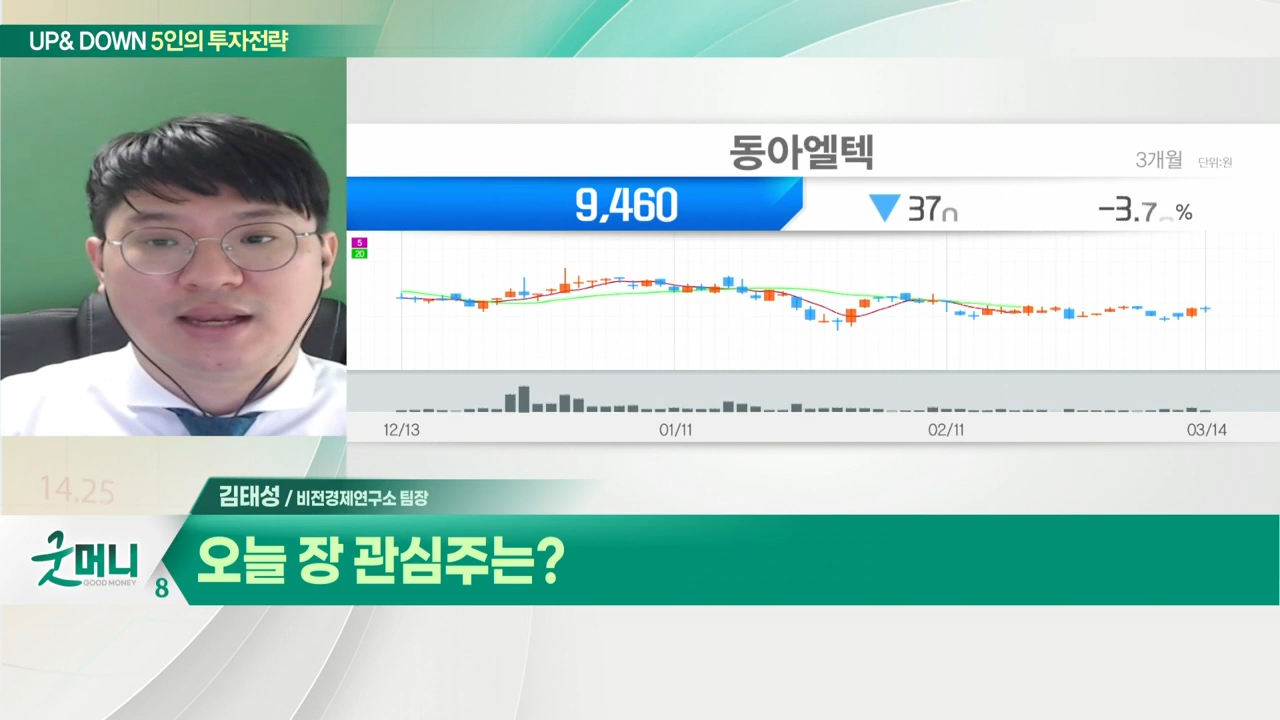 UP& DOWN 5인의 투자전략
동아엘텍
3개월 단위:원
9,460
▼ 37
-3.7 %
5
20
12/13 01/11 02/11 03/14
14.25
김태성 / 비전경제연구소 팀장
굿머니
GOOD MONEY
8
오늘 장 관심주는?